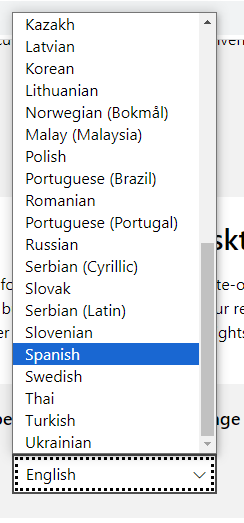 Kazakh
Latvian
Korean
Lithuanian
Norwegian (Bokmål)
Malay (Malaysia)
Polish
Portuguese (Brazil)
Romanian
Portuguese (Portugal)
Russian
Serbian (Cyrillic)
Slovak
Serbian (Latin)
Slovenian
Spanish
Swedish
Thai
Turkish
Ukrainian
English